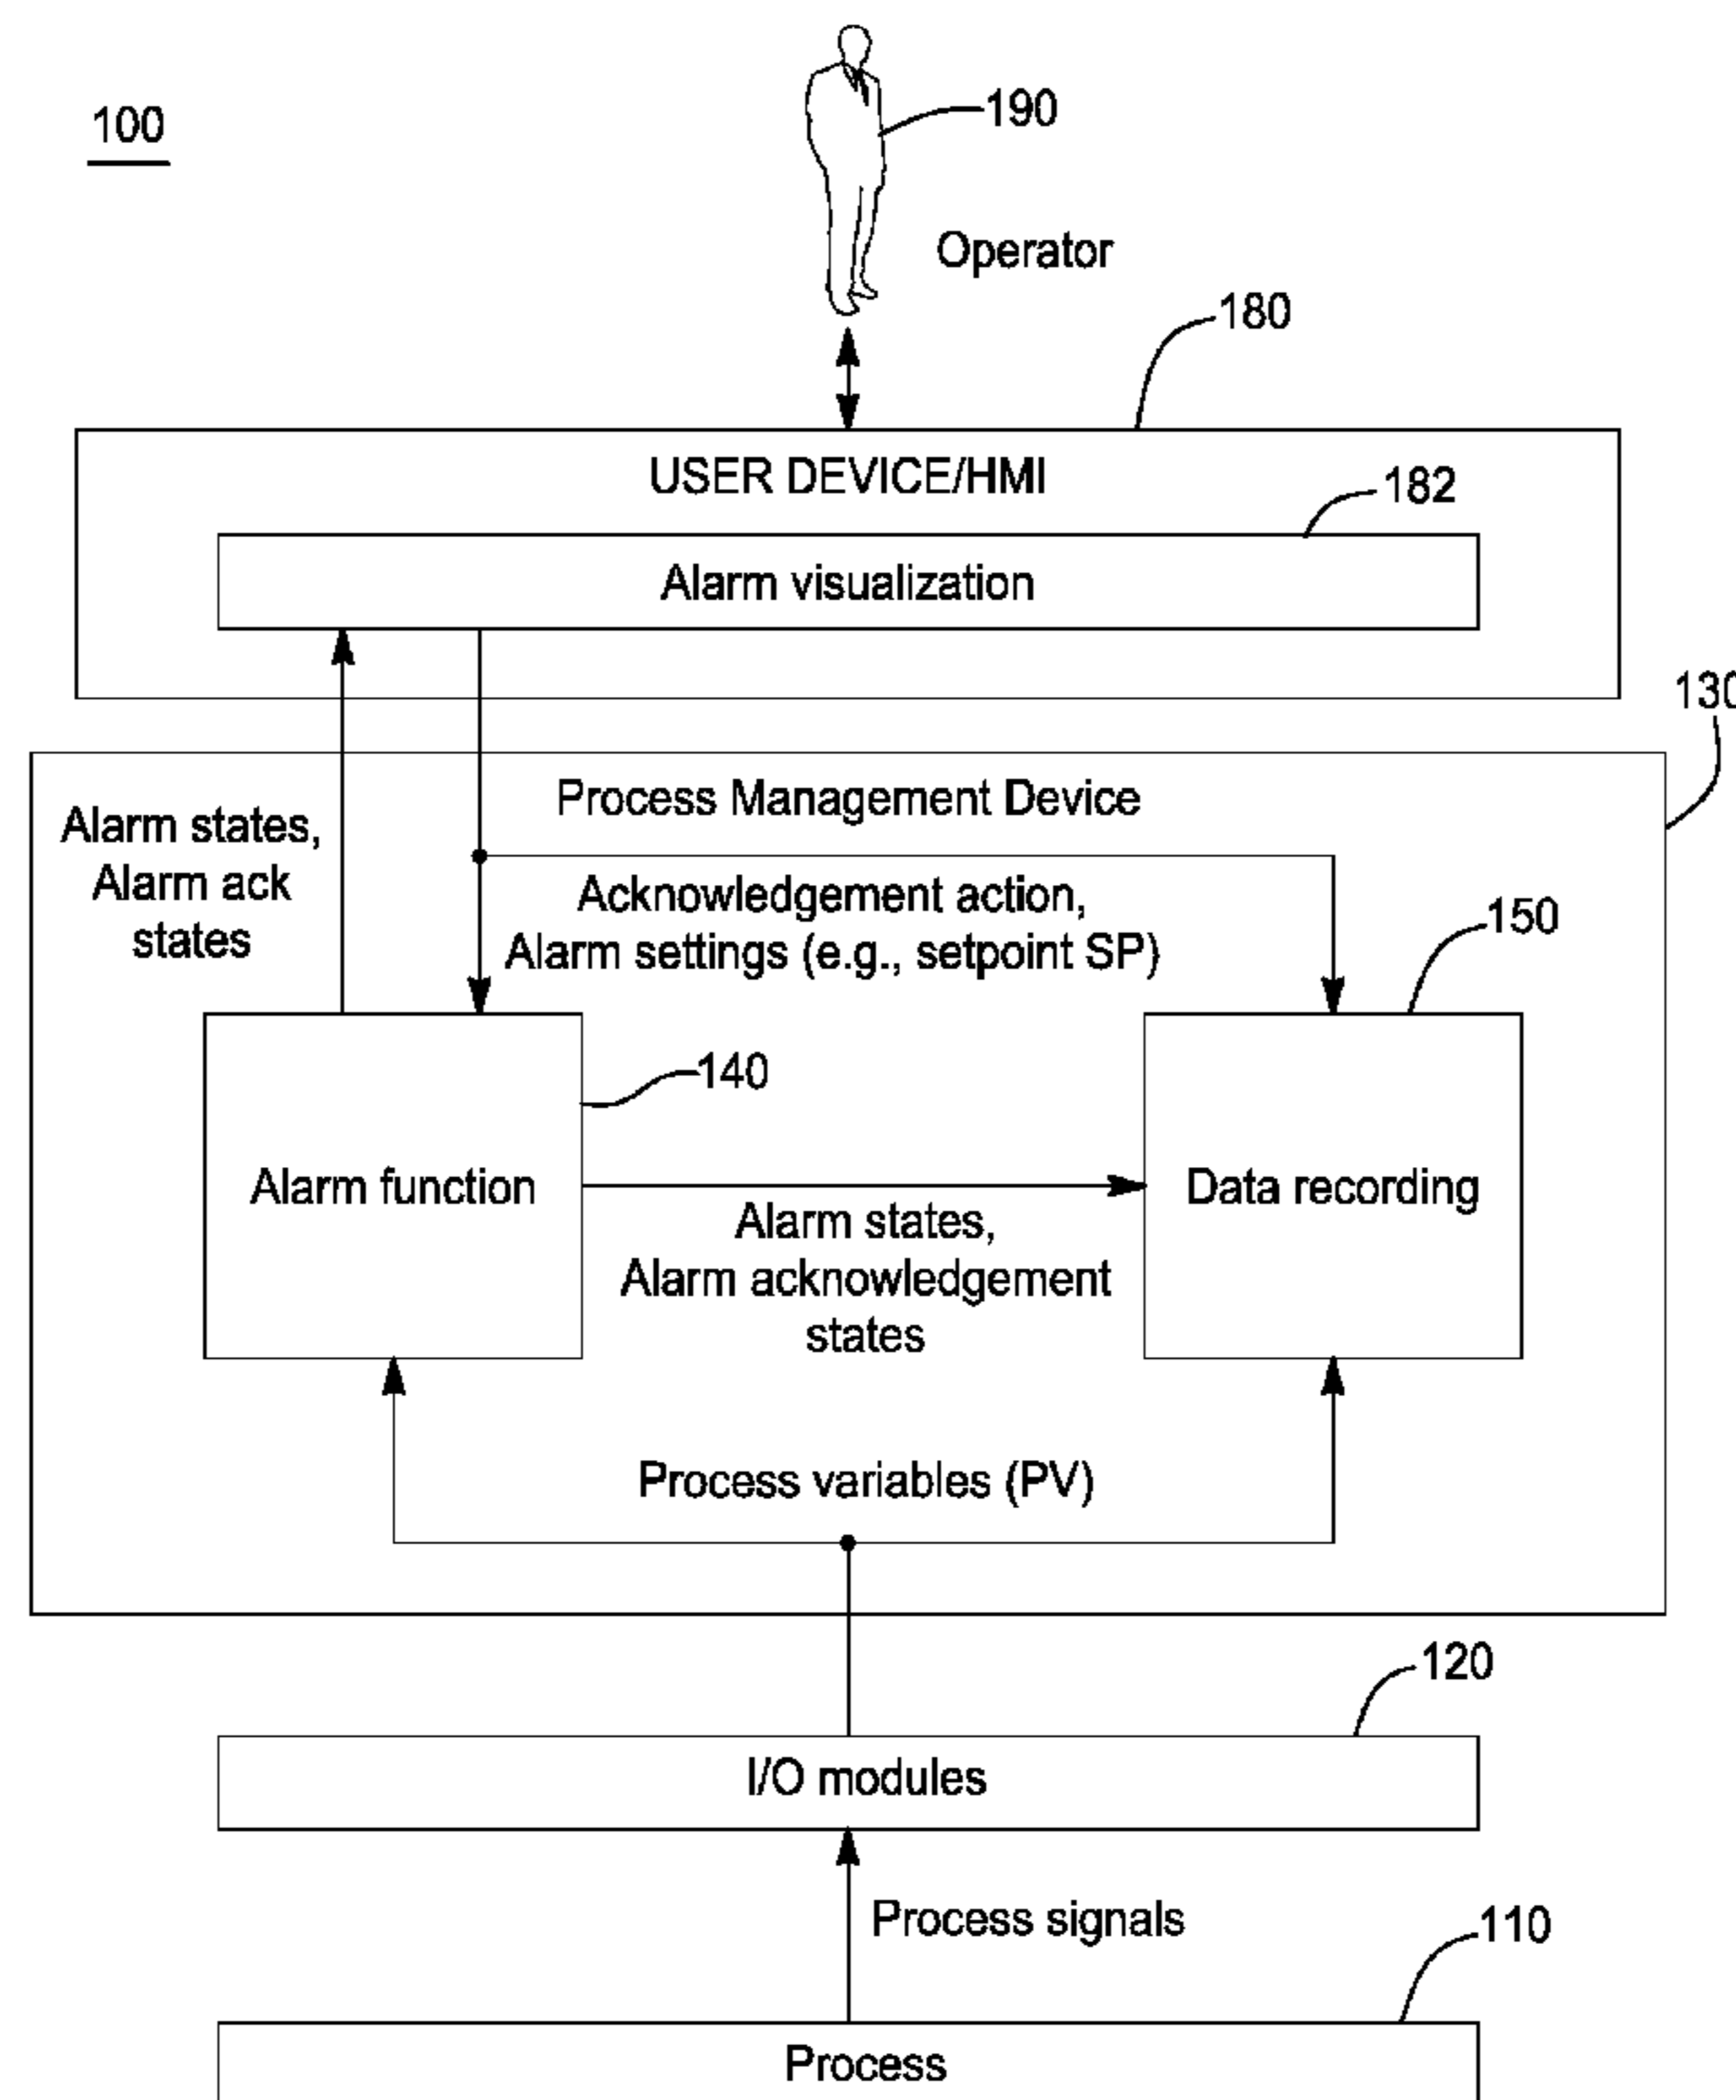 100
190
Operator
180
USER DEVICE/HMI
182
Alarm visualization
130
Process Management Device
Alarm states,
Alarm ack
states
Acknowledgement action,
Alarm settings (e.g., setpoint SP)
150
140
Alarm function
Data recording
Alarm states,
Alarm acknowledgement
states
Process variables (PV)
120
I/O modules
Process signals
110
Process